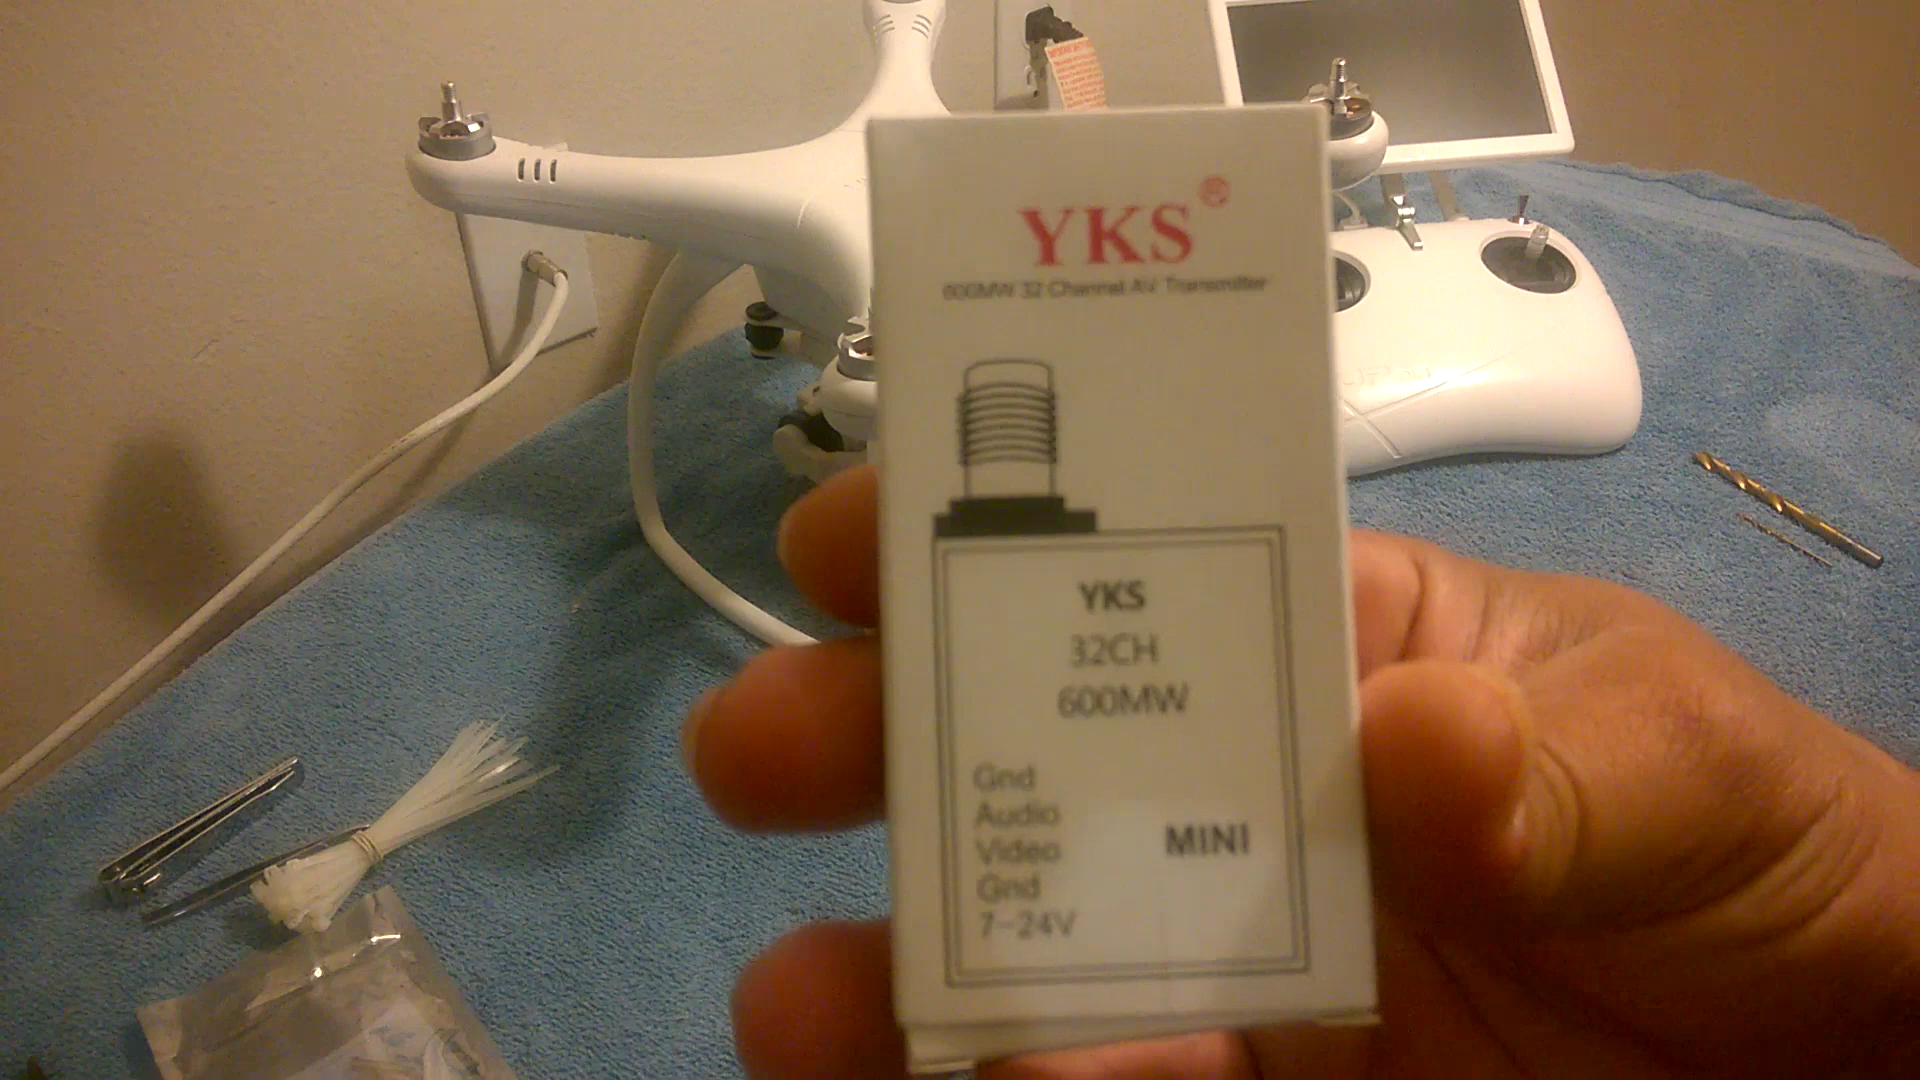 YKS®
600MW 32 Channel AV Transmitter
YKS
32CH
600MW
Gnd
Audio
Video
MINI
Gnd
7-24V